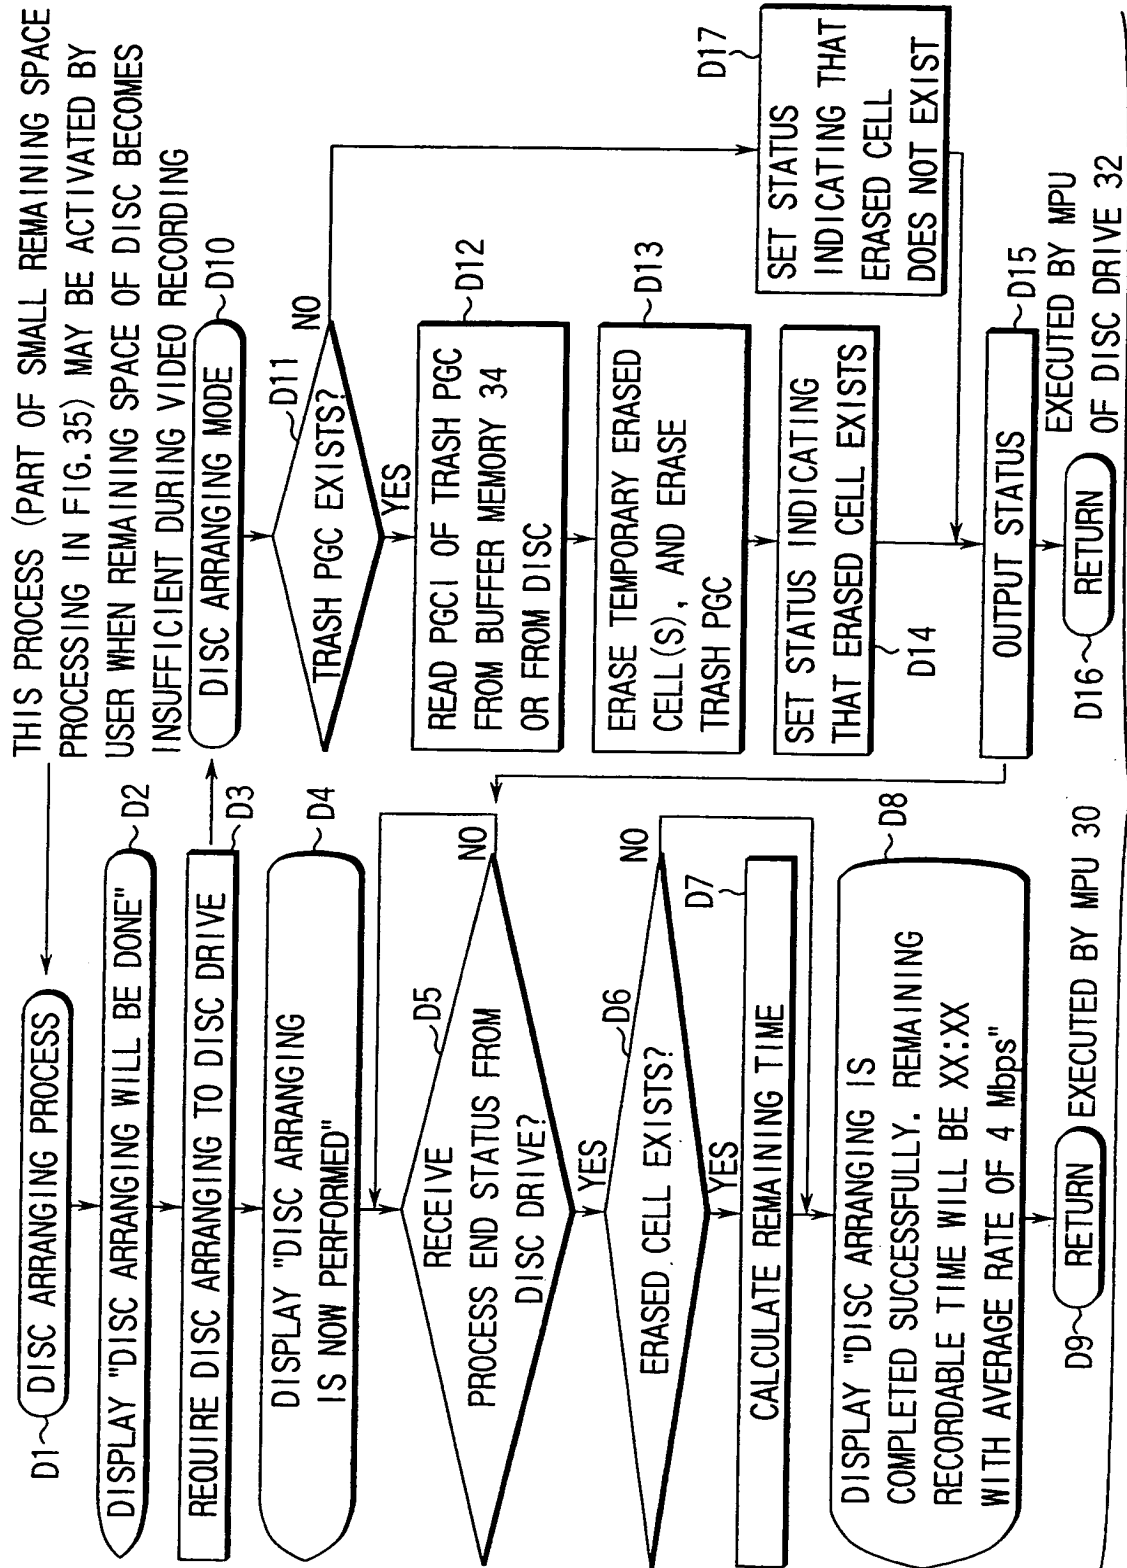 THIS PROCESS (PART OF SMALL REMAINING SPACE
PROCESSING IN FIG.35) MAY BE ACTIVATED BY
USER WHEN REMAINING SPACE OF DISC BECOMES
INSUFFICIENT DURING VIDEO RECORDING
D1
DISC ARRANGING PROCESS
D2
DISPLAY "DISC ARRANGING WILL BE DONE"
D3
REQUIRE DISC ARRANGING TO DISC DRIVE
D4
DISPLAY "DISC ARRANGING
IS NOW PERFORMED"
D5
RECEIVE
PROCESS END STATUS FROM
DISC DRIVE?
NO
YES
D6
ERASED CELL EXISTS?
NO
YES
D7
CALCULATE REMAINING TIME
D8
DISPLAY "DISC ARRANGING IS
COMPLETED SUCCESSFULLY. REMAINING
RECORDABLE TIME WILL BE XX:XX
WITH AVERAGE RATE OF 4 Mbps"
D9
RETURN
EXECUTED BY MPU 30
D10
DISC ARRANGING MODE
D11
TRASH PGC EXISTS?
NO
YES
D12
READ PGCI OF TRASH PGC
FROM BUFFER MEMORY 34
OR FROM DISC
D13
ERASE TEMPORARY ERASED
CELL(S), AND ERASE
TRASH PGC
SET STATUS INDICATING
THAT ERASED CELL EXISTS
D14
D17
SET STATUS
INDICATING THAT
ERASED CELL
DOES NOT EXIST
D15
OUTPUT STATUS
D16
RETURN
EXECUTED BY MPU
OF DISC DRIVE 32